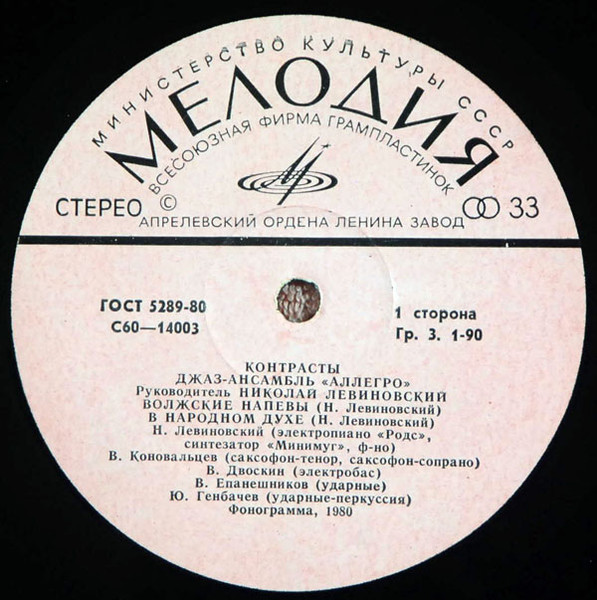 МИНИСТЕРСТВО КУЛЬТУРЫ СССР
МЕЛОДИЯ
ВСЕСОЮЗНАЯ ФИРМА ГРАМПЛАСТИНОК
СТЕРЕО © 33
АПРЕЛЕВСКИЙ ОРДЕНА ЛЕНИНА ЗАВОД
ГОСТ 5289-80 1 сторона
С60—14003 Гр. 3. 1-90
КОНТРАСТЫ
ДЖАЗ-АНСАМБЛЬ «АЛЛЕГРО»
Руководитель НИКОЛАЙ ЛЕВИНОВСКИЙ
ВОЛЖСКИЕ НАПЕВЫ (Н. Левиновский)
В НАРОДНОМ ДУХЕ (Н. Левиновский)
Н. Левиновский (электропиано «Родс»,
синтезатор «Минимуг», ф-но)
В. Коновальцев (саксофон-тенор, саксофон-сопрано)
В. Двоскин (электробас)
В. Епанешников (ударные)
Ю. Генбачев (ударные-перкуссия)
Фонограмма, 1980